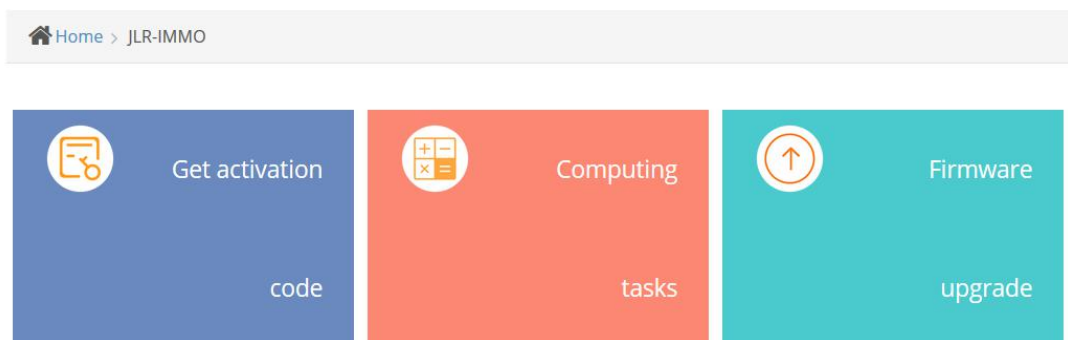 Home > JLR-IMMO
Get activation
code
Computing
tasks
Firmware
upgrade